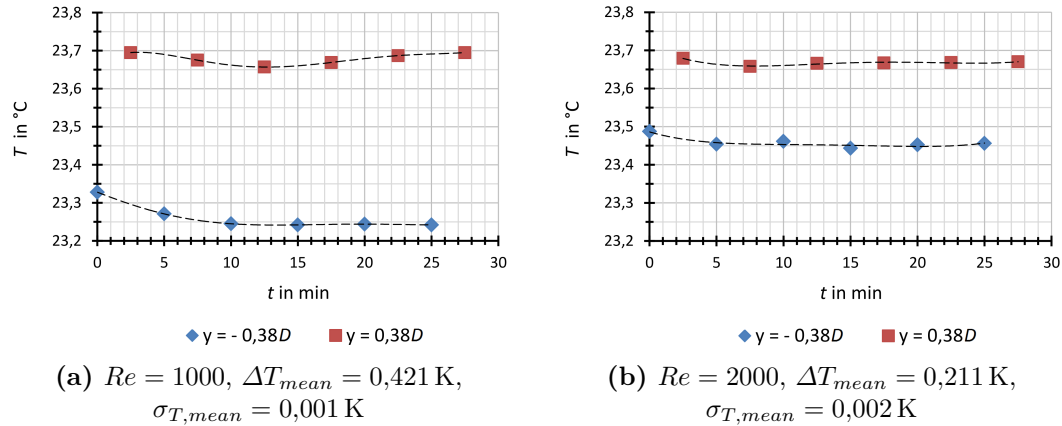 23,8
23,7
23,6
23,5
23,4
23,3
23,2
T in °C
0 5 10 15 20 25 30
t in min
y = - 0,38D y = 0,38D
(a) Re = 1000, ΔT_mean = 0,421 K,
σ_T,mean = 0,001 K
23,8
23,7
23,6
23,5
23,4
23,3
23,2
T in °C
0 5 10 15 20 25 30
t in min
y = - 0,38D y = 0,38D
(b) Re = 2000, ΔT_mean = 0,211 K,
σ_T,mean = 0,002 K